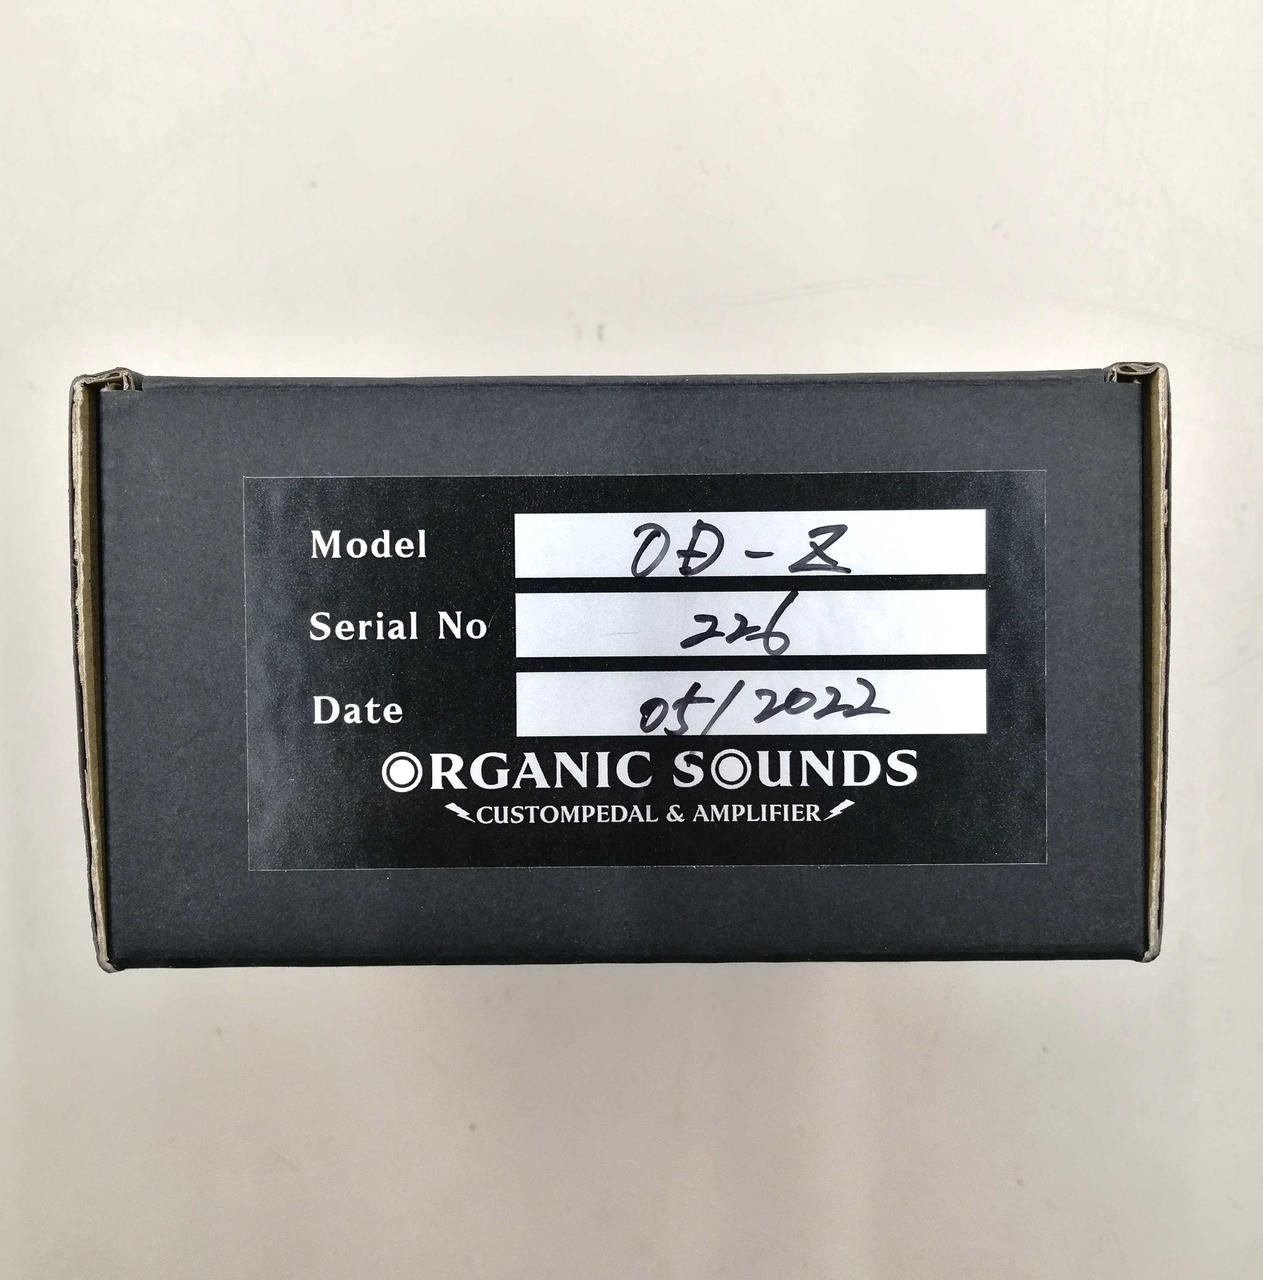 Model OD-Z
Serial No 226
Date 05/2022
ORGANIC SOUNDS
CUSTOMPEDAL & AMPLIFIER